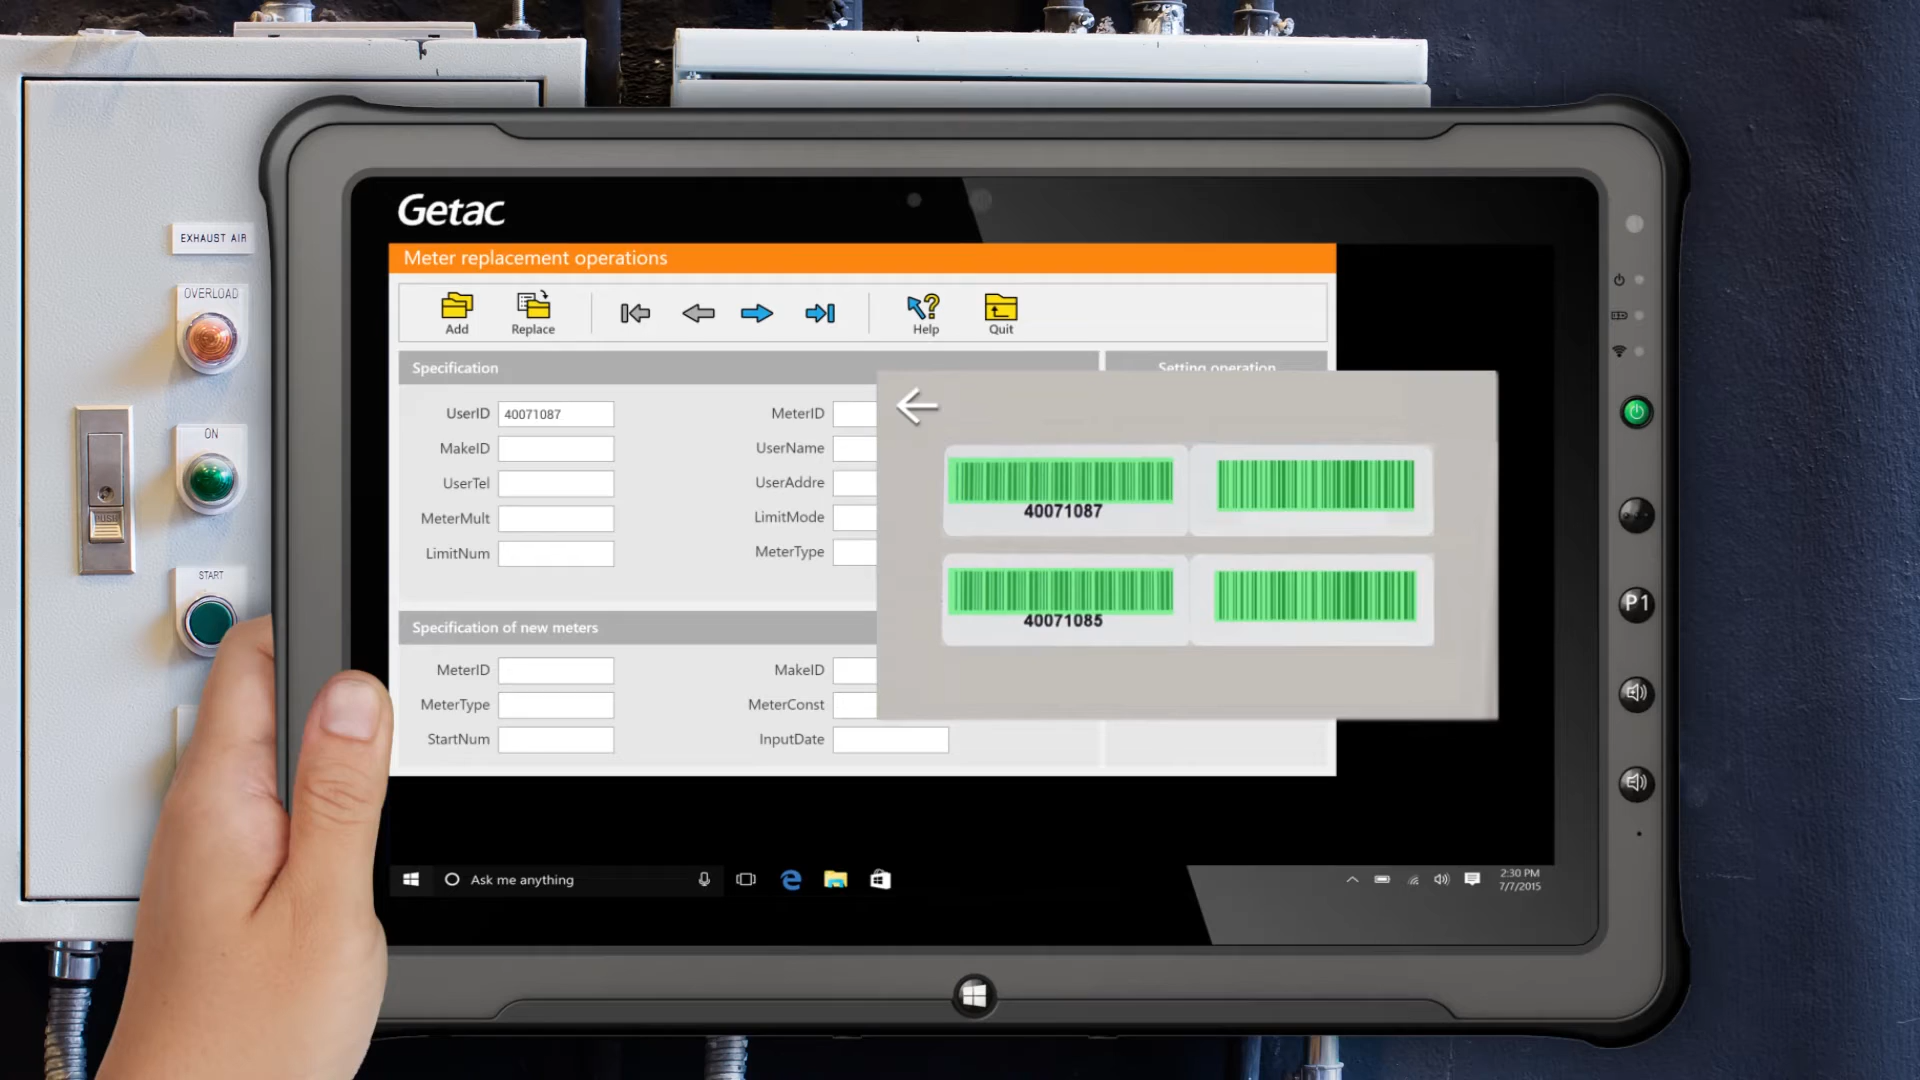 EXHAUST AIR
OVERLOAD
ON
START
Getac
Meter replacement operations
Add
Replace
Help
Quit
Specification
Setting operation
UserID 40071087
MeterID
MakeID
UserName
UserTel
UserAddre
MeterMult
LimitMode
LimitNum
MeterType
40071087
40071085
Specification of new meters
MeterID
MakeID
MeterType
MeterConst
StartNum
InputDate
P1
Ask me anything
2:30 PM
7/7/2015